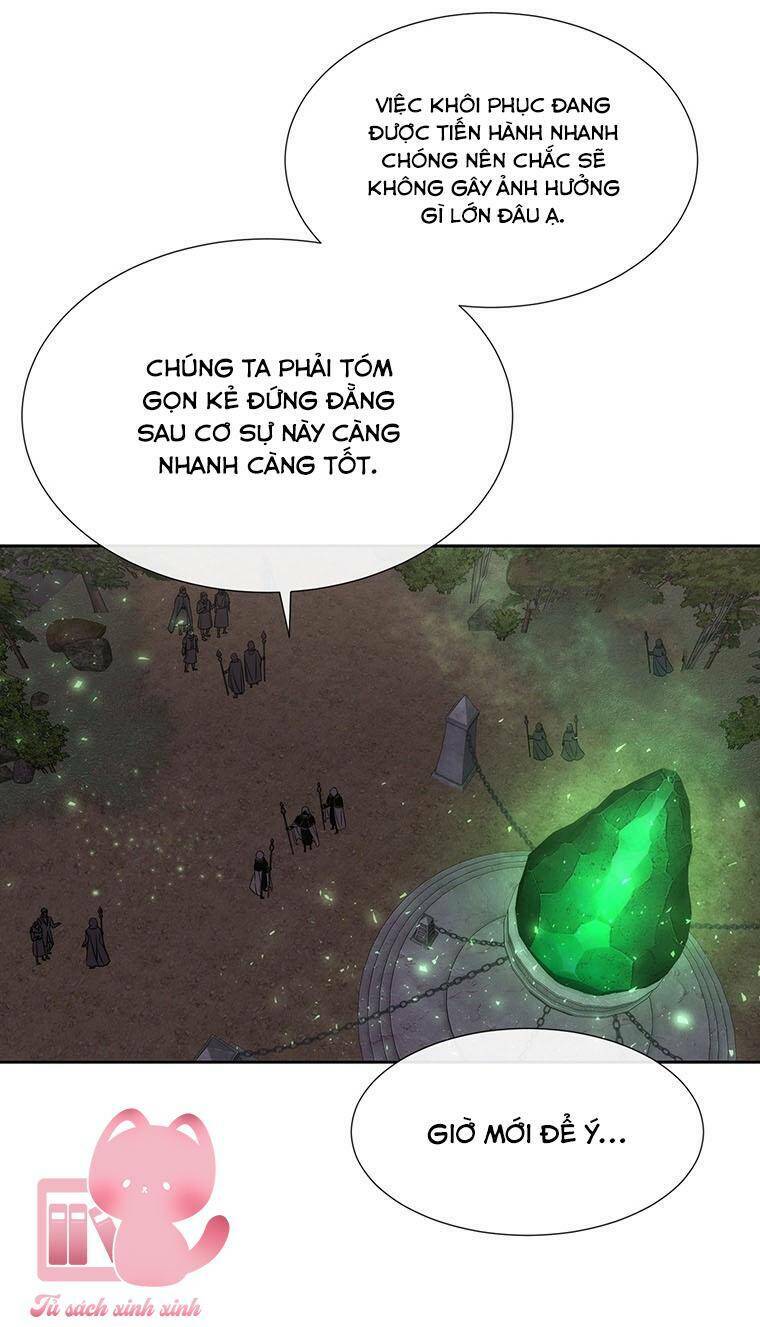 VIỆC KHÔI PHỤC ĐANG
ĐƯỢC TIẾN HÀNH NHANH
CHÓNG NÊN CHẮC SẼ
KHÔNG GÂY ẢNH HƯỞNG
GÌ LỚN ĐÂU Ạ.
CHÚNG TA PHẢI TÓM
GỌN KẺ ĐỨNG ĐẰNG
SAU CƠ SỰ NÀY CÀNG
NHANH CÀNG TỐT.
GIỜ MỚI ĐỂ Ý...
Tủ sách xinh xinh